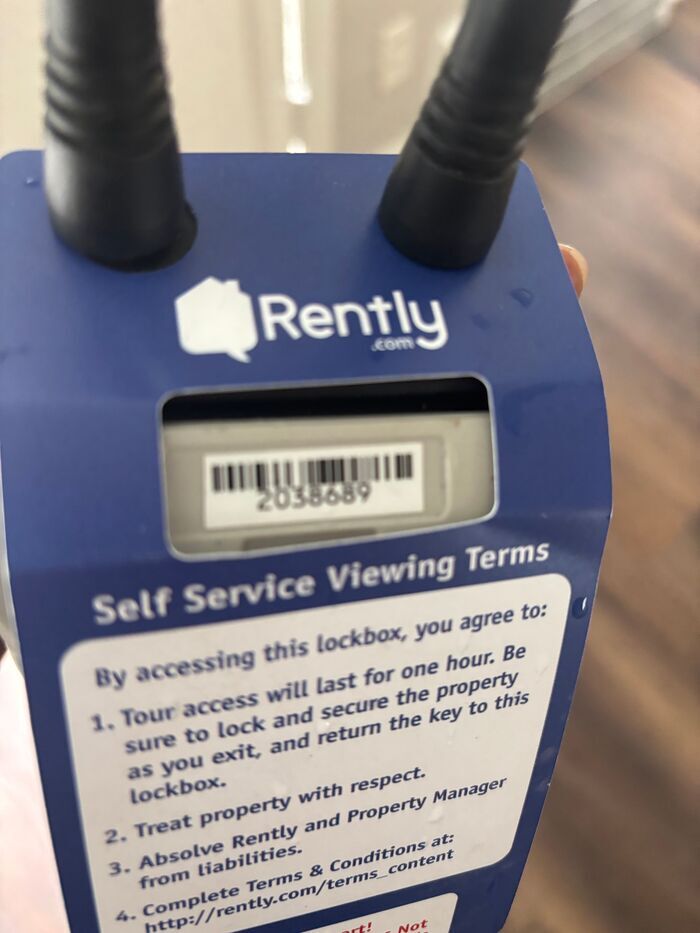 Rently
.com
2038689
Self Service Viewing Terms
By accessing this lockbox, you agree to:
1. Tour access will last for one hour. Be
sure to lock and secure the property
as you exit, and return the key to this
lockbox.
2. Treat property with respect.
3. Absolve Rently and Property Manager
from liabilities.
4. Complete Terms & Conditions at:
http://rently.com/terms_content
Not